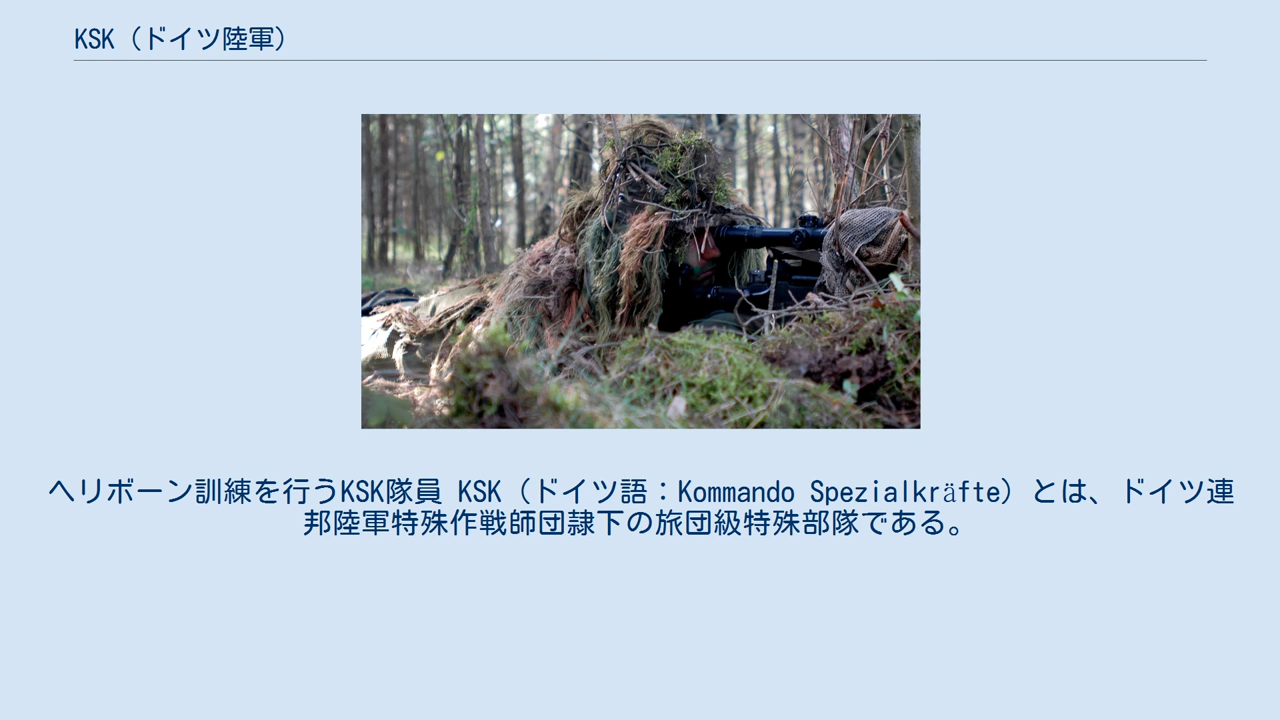 KSK（ドイツ陸軍）
ヘリボーン訓練を行うKSK隊員 KSK（ドイツ語：Kommando Spezialkräfte）とは、ドイツ連
邦陸軍特殊作戦師団隷下の旅団級特殊部隊である。